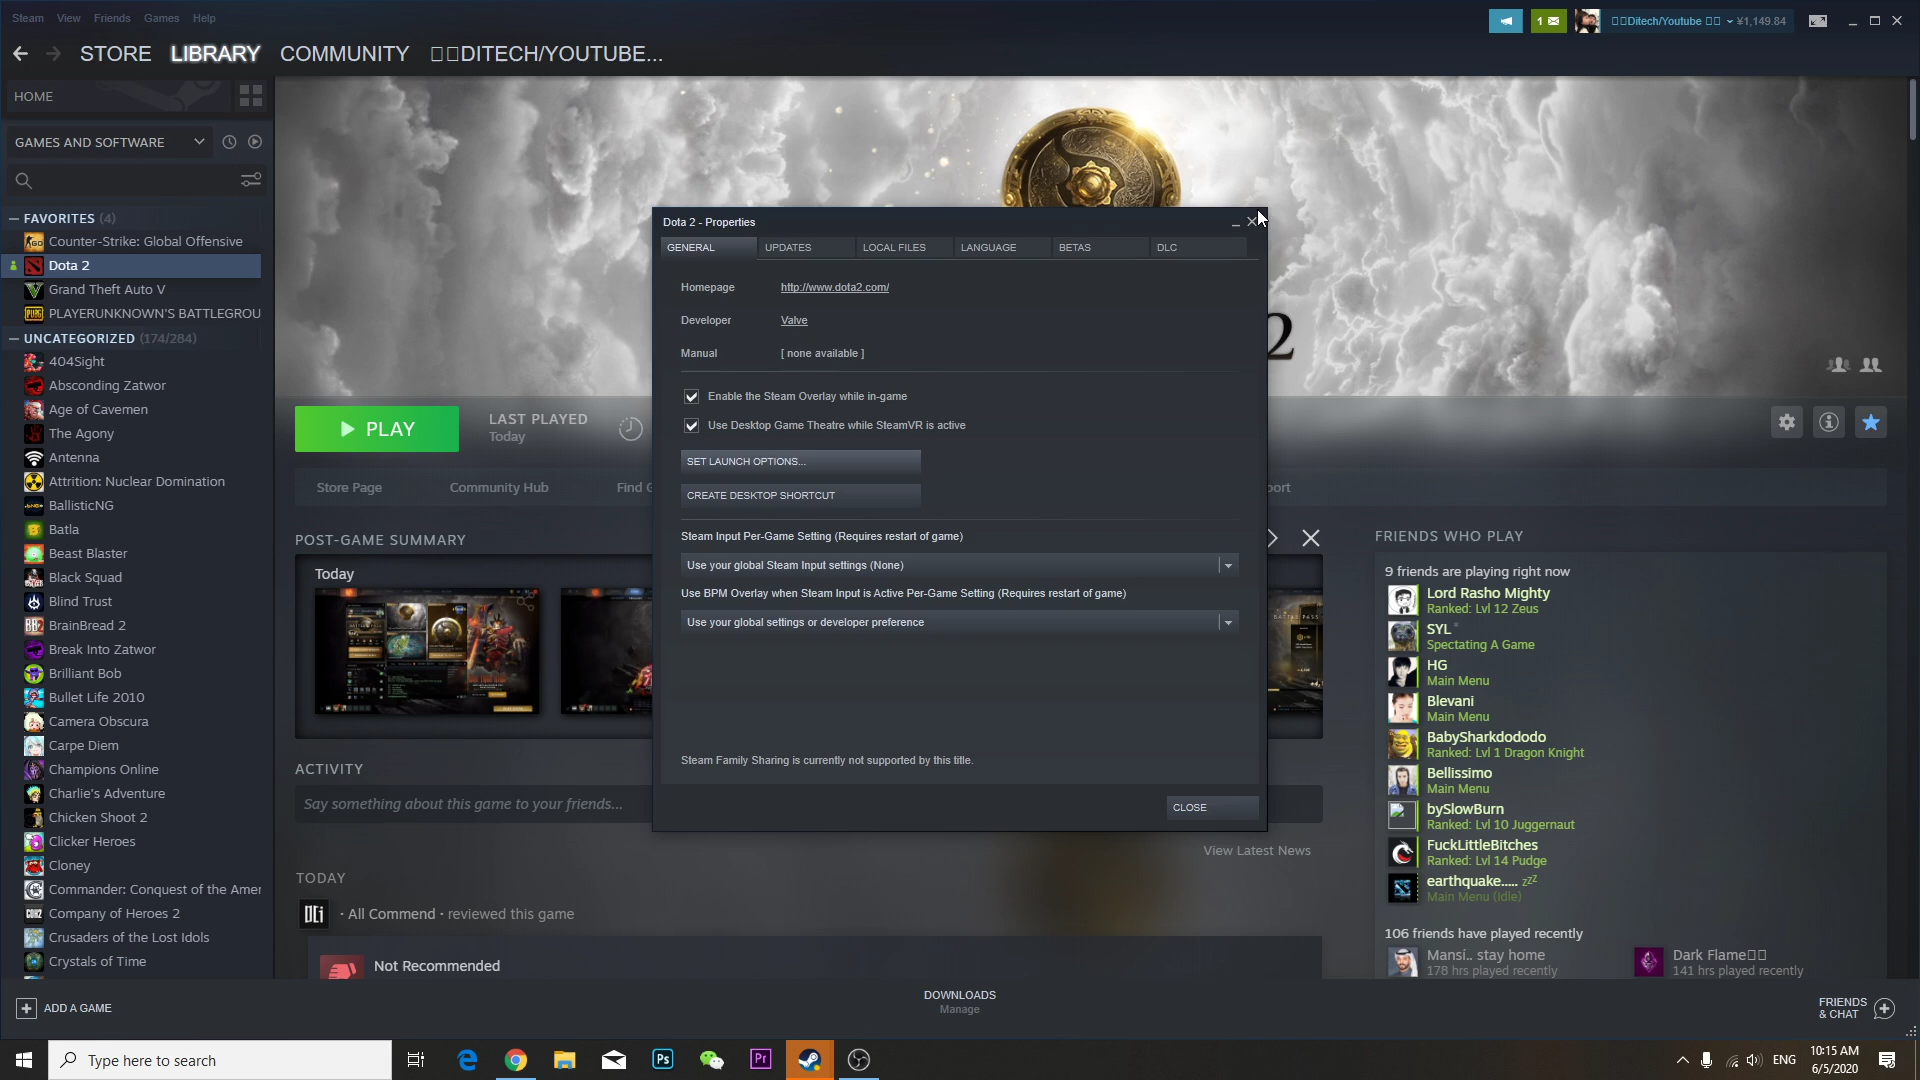 Steam View Friends Games Help
1
Ditech/Youtube ¥1,149.84
STORE LIBRARY COMMUNITY DITECH/YOUTUBE...
HOME
GAMES AND SOFTWARE
FAVORITES (4)
Counter-Strike: Global Offensive
Dota 2
Grand Theft Auto V
PLAYERUNKNOWN'S BATTLEGROU
UNCATEGORIZED (174/284)
404Sight
Absconding Zatwor
Age of Cavemen
The Agony
Antenna
Attrition: Nuclear Domination
BallisticNG
Batla
Beast Blaster
Black Squad
Blind Trust
BrainBread 2
Break Into Zatwor
Brilliant Bob
Bullet Life 2010
Camera Obscura
Carpe Diem
Champions Online
Charlie's Adventure
Chicken Shoot 2
Clicker Heroes
Cloney
Commander: Conquest of the Amer
Company of Heroes 2
Crusaders of the Lost Idols
Crystals of Time
2
PLAY
LAST PLAYED
Today
Store Page Community Hub Find G port
POST-GAME SUMMARY
Today
ACTIVITY
Say something about this game to your friends...
View Latest News
TODAY
· All Commend · reviewed this game
Not Recommended
Dota 2 - Properties
GENERAL UPDATES LOCAL FILES LANGUAGE BETAS DLC
Homepage http://www.dota2.com/
Developer Valve
Manual [ none available ]
Enable the Steam Overlay while in-game
Use Desktop Game Theatre while SteamVR is active
SET LAUNCH OPTIONS...
CREATE DESKTOP SHORTCUT
Steam Input Per-Game Setting (Requires restart of game)
Use your global Steam Input settings (None)
Use BPM Overlay when Steam Input is Active Per-Game Setting (Requires restart of game)
Use your global settings or developer preference
Steam Family Sharing is currently not supported by this title.
CLOSE
FRIENDS WHO PLAY
9 friends are playing right now
Lord Rasho Mighty
Ranked: Lvl 12 Zeus
SYL *
Spectating A Game
HG
Main Menu
Blevani
Main Menu
BabySharkdododo
Ranked: Lvl 1 Dragon Knight
Bellissimo
Main Menu
bySlowBurn
Ranked: Lvl 10 Juggernaut
FuckLittleBitches
Ranked: Lvl 14 Pudge
earthquake..... zzZ
Main Menu (Idle)
106 friends have played recently
Mansi.. stay home
178 hrs played recently
Dark Flame
141 hrs played recently
ADD A GAME
DOWNLOADS
Manage
FRIENDS
& CHAT
Type here to search
Ps
Pr
ENG
10:15 AM
6/5/2020